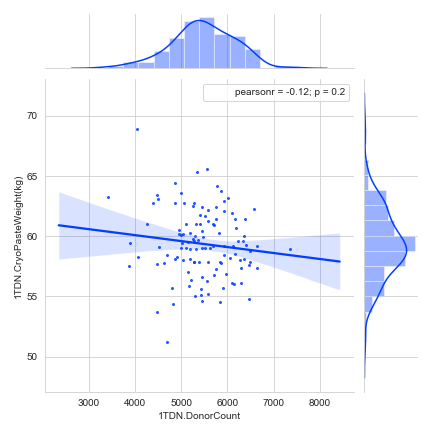 pearsonr = -0.12; p = 0.2
70
65
60
55
50
1TDN.CryoPasteWeight(kg)
3000 4000 5000 6000 7000 8000
1TDN.DonorCount